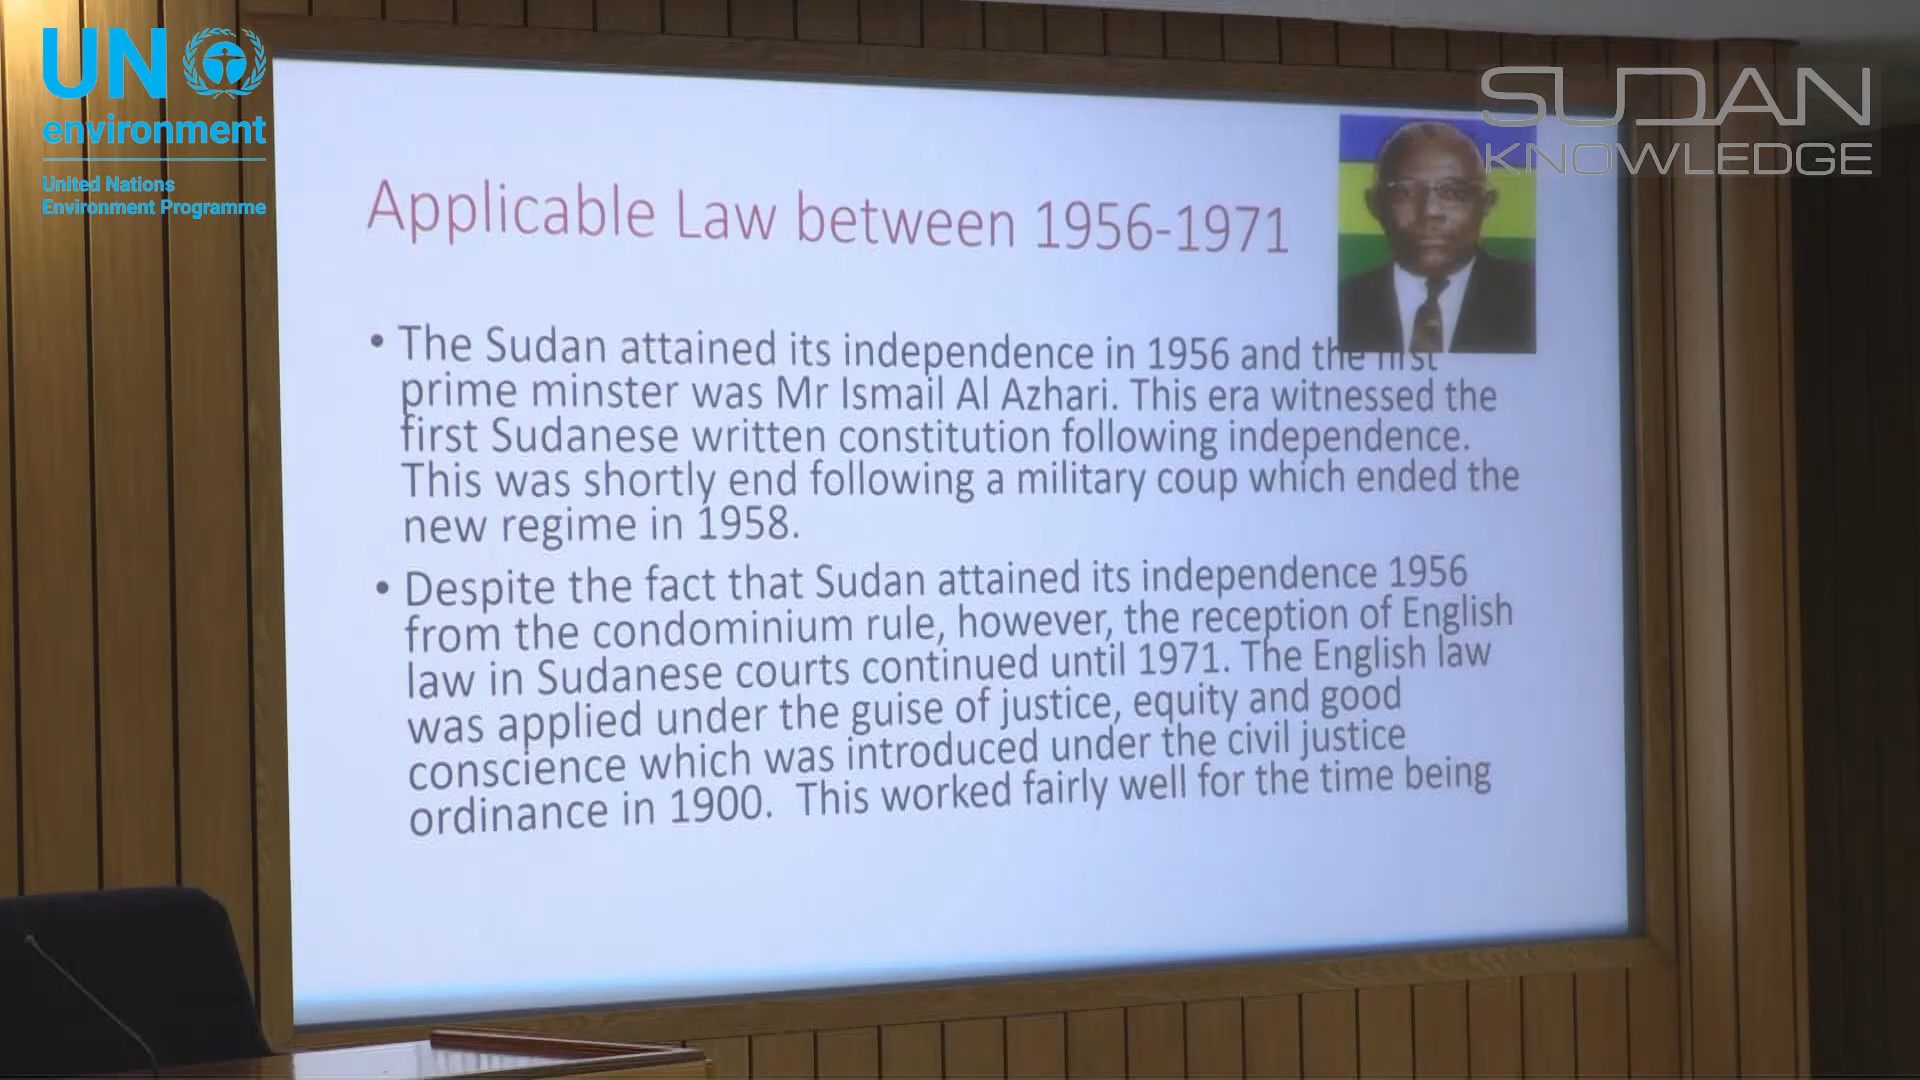 UN
environment
United Nations
Environment Programme
SUDAN
KNOWLEDGE
Applicable Law between 1956-1971
• The Sudan attained its independence in 1956 and the first
prime minster was Mr Ismail Al Azhari. This era witnessed the
first Sudanese written constitution following independence.
This was shortly end following a military coup which ended the
new regime in 1958.
• Despite the fact that Sudan attained its independence 1956
from the condominium rule, however, the reception of English
law in Sudanese courts continued until 1971. The English law
was applied under the guise of justice, equity and good
conscience which was introduced under the civil justice
ordinance in 1900. This worked fairly well for the time being